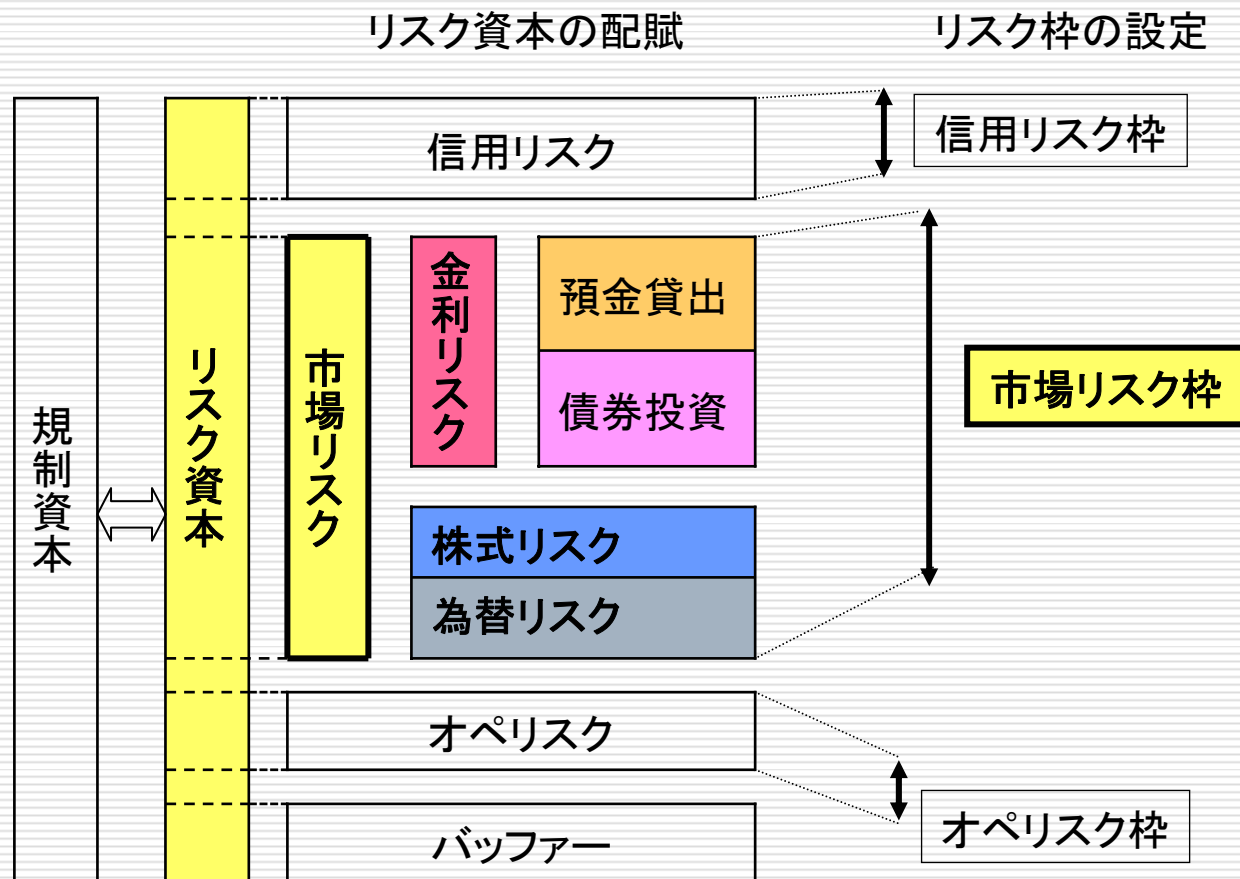 リスク資本の配賦
リスク枠の設定
規制資本
リスク資本
信用リスク
信用リスク枠
市場リスク
金利リスク
預金貸出
債券投資
市場リスク枠
株式リスク
為替リスク
オペリスク
オペリスク枠
バッファー